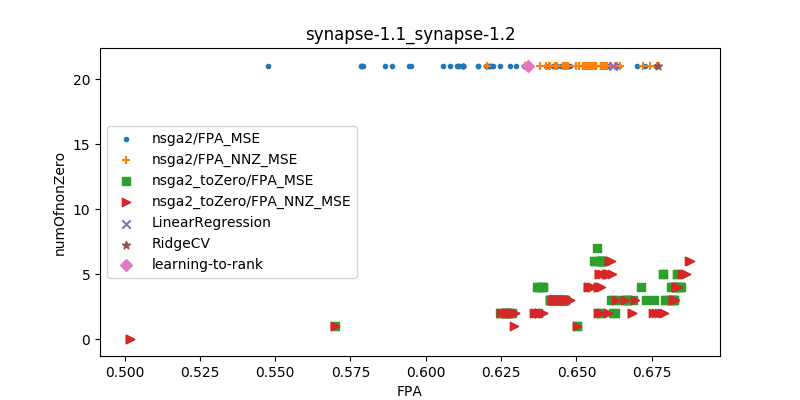 synapse-1.1_synapse-1.2
numOfnonZero
20
15
10
5
0
nsga2/FPA_MSE
nsga2/FPA_NNZ_MSE
nsga2_toZero/FPA_MSE
nsga2_toZero/FPA_NNZ_MSE
LinearRegression
RidgeCV
learning-to-rank
0.500 0.525 0.550 0.575 0.600 0.625 0.650 0.675
FPA